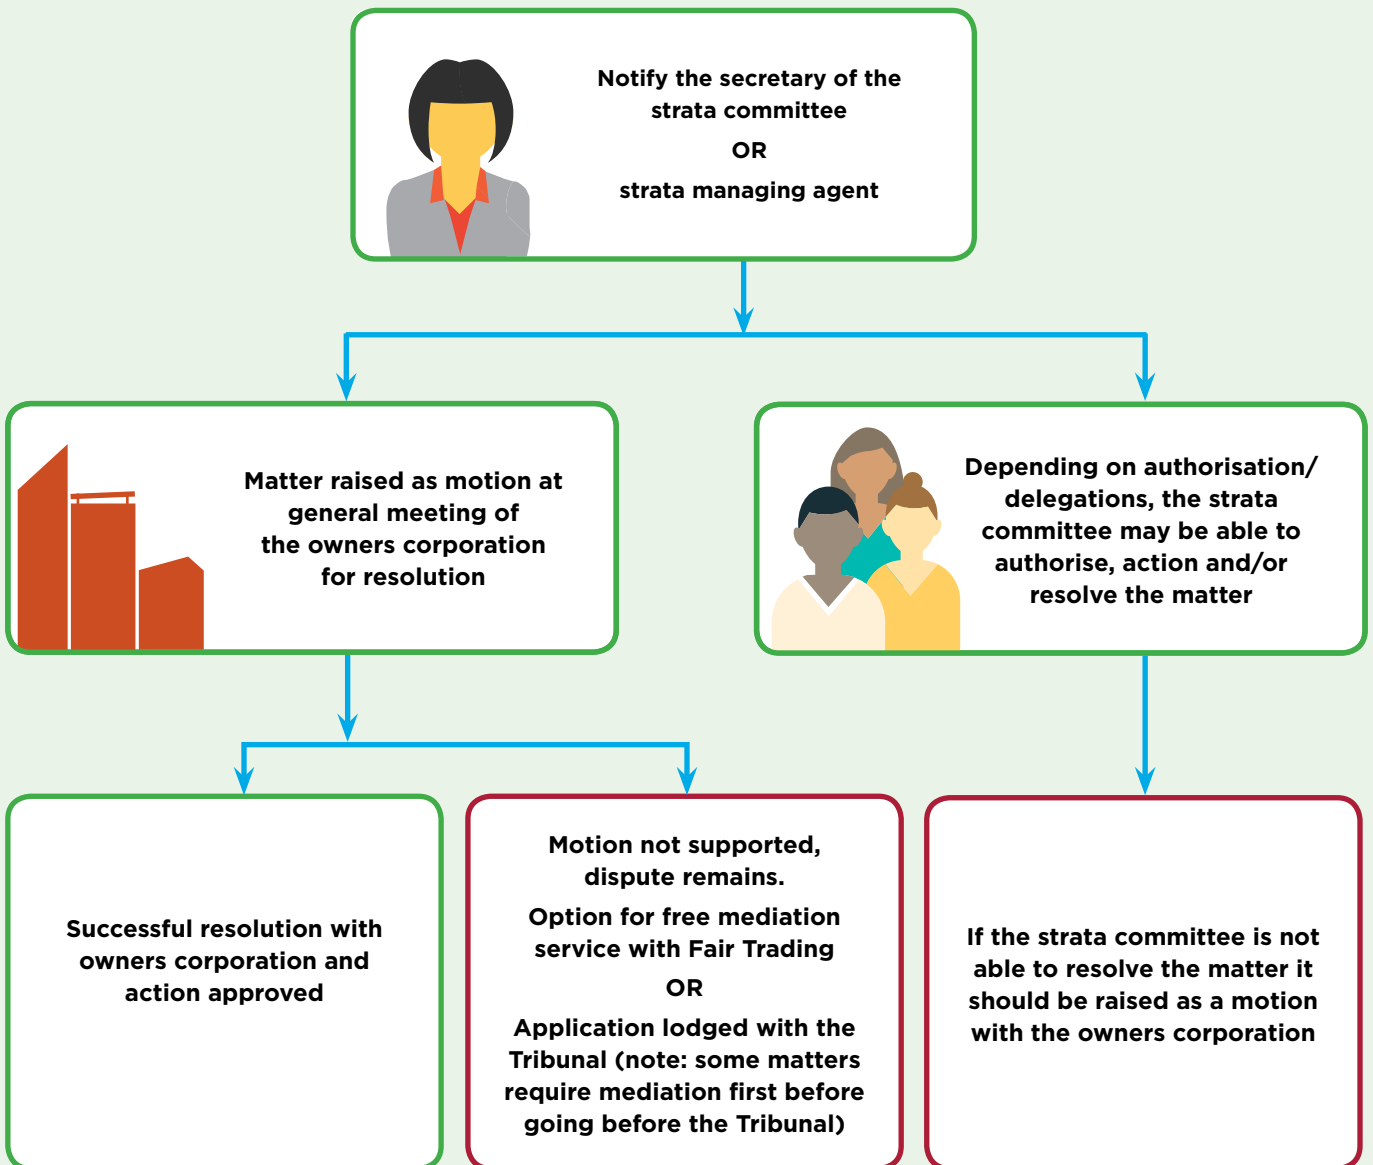 Notify the secretary of the
strata committee
OR
strata managing agent
Matter raised as motion at
general meeting of
the owners corporation
for resolution
Depending on authorisation/
delegations, the strata
committee may be able to
authorise, action and/or
resolve the matter
Successful resolution with
owners corporation and
action approved
Motion not supported,
dispute remains.
Option for free mediation
service with Fair Trading
OR
Application lodged with the
Tribunal (note: some matters
require mediation first before
going before the Tribunal)
If the strata committee is not
able to resolve the matter it
should be raised as a motion
with the owners corporation